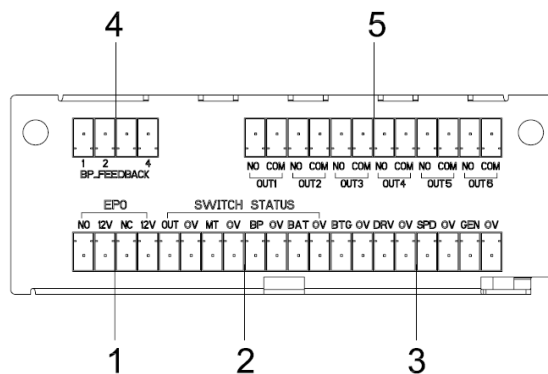 4 5
1 2 4
BP_FEEDBACK
NO COM NO COM NO COM NO COM NO COM NO COM
OUT1 OUT2 OUT3 OUT4 OUT5 OUT6
EPO SWITCH STATUS
NO 12V NC 12V OUT 0V MT 0V BP 0V BAT 0V BTG 0V DRV 0V SPD 0V GEN 0V
1 2 3